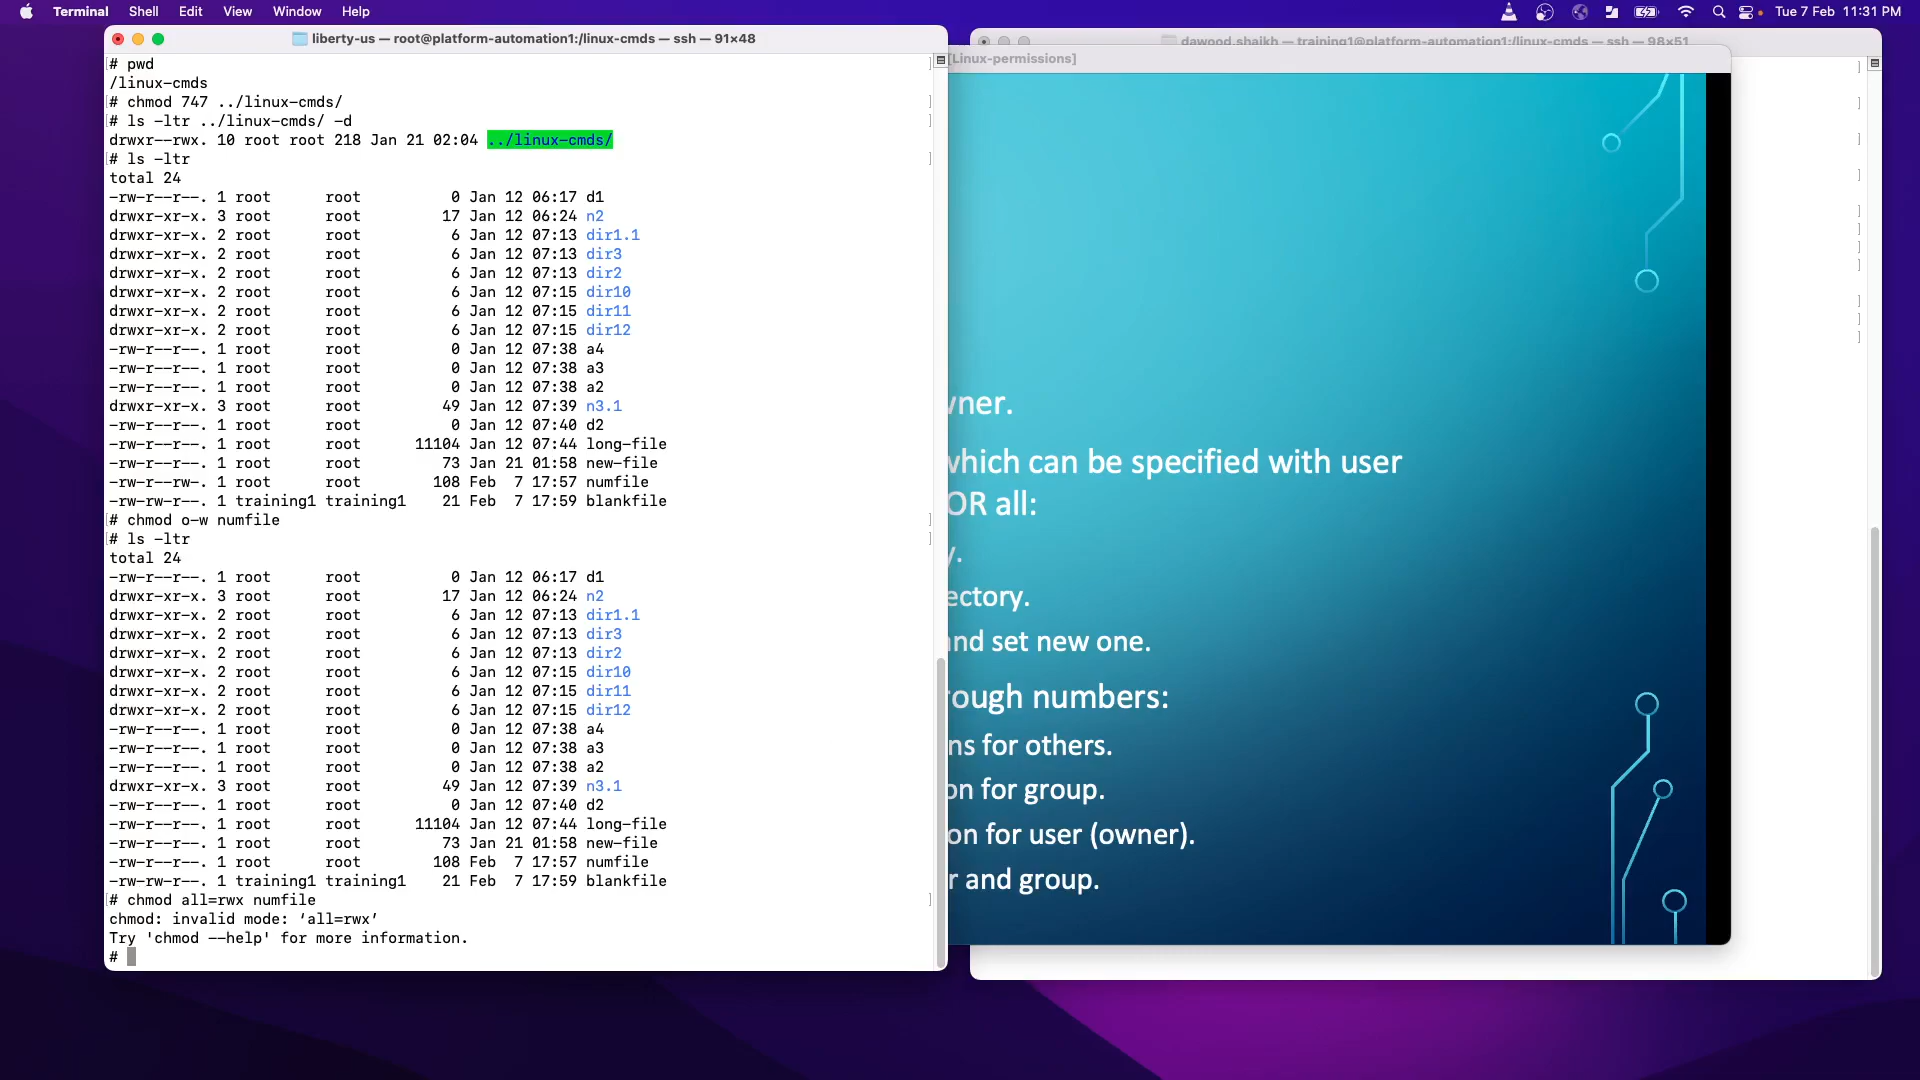 Terminal Shell Edit View Window Help Tue 7 Feb 11:31 PM
liberty-us — root@platform-automation1:/linux-cmds — ssh — 91×48
# pwd
/linux-cmds
# chmod 747 ../linux-cmds/
# ls -ltr ../linux-cmds/ -d
drwxr--rwx. 10 root root 218 Jan 21 02:04 ../linux-cmds/
# ls -ltr
total 24
-rw-r--r--. 1 root root 0 Jan 12 06:17 d1
drwxr-xr-x. 3 root root 17 Jan 12 06:24 n2
drwxr-xr-x. 2 root root 6 Jan 12 07:13 dir1.1
drwxr-xr-x. 2 root root 6 Jan 12 07:13 dir3
drwxr-xr-x. 2 root root 6 Jan 12 07:13 dir2
drwxr-xr-x. 2 root root 6 Jan 12 07:15 dir10
drwxr-xr-x. 2 root root 6 Jan 12 07:15 dir11
drwxr-xr-x. 2 root root 6 Jan 12 07:15 dir12
-rw-r--r--. 1 root root 0 Jan 12 07:38 a4
-rw-r--r--. 1 root root 0 Jan 12 07:38 a3
-rw-r--r--. 1 root root 0 Jan 12 07:38 a2
drwxr-xr-x. 3 root root 49 Jan 12 07:39 n3.1
-rw-r--r--. 1 root root 0 Jan 12 07:40 d2
-rw-r--r--. 1 root root 11104 Jan 12 07:44 long-file
-rw-r--r--. 1 root root 73 Jan 21 01:58 new-file
-rw-r--rw-. 1 root root 108 Feb 7 17:57 numfile
-rw-rw-r--. 1 training1 training1 21 Feb 7 17:59 blankfile
# chmod o-w numfile
# ls -ltr
total 24
-rw-r--r--. 1 root root 0 Jan 12 06:17 d1
drwxr-xr-x. 3 root root 17 Jan 12 06:24 n2
drwxr-xr-x. 2 root root 6 Jan 12 07:13 dir1.1
drwxr-xr-x. 2 root root 6 Jan 12 07:13 dir3
drwxr-xr-x. 2 root root 6 Jan 12 07:13 dir2
drwxr-xr-x. 2 root root 6 Jan 12 07:15 dir10
drwxr-xr-x. 2 root root 6 Jan 12 07:15 dir11
drwxr-xr-x. 2 root root 6 Jan 12 07:15 dir12
-rw-r--r--. 1 root root 0 Jan 12 07:38 a4
-rw-r--r--. 1 root root 0 Jan 12 07:38 a3
-rw-r--r--. 1 root root 0 Jan 12 07:38 a2
drwxr-xr-x. 3 root root 49 Jan 12 07:39 n3.1
-rw-r--r--. 1 root root 0 Jan 12 07:40 d2
-rw-r--r--. 1 root root 11104 Jan 12 07:44 long-file
-rw-r--r--. 1 root root 73 Jan 21 01:58 new-file
-rw-r--r--. 1 root root 108 Feb 7 17:57 numfile
-rw-rw-r--. 1 training1 training1 21 Feb 7 17:59 blankfile
# chmod all=rwx numfile
chmod: invalid mode: ‘all=rwx’
Try 'chmod --help' for more information.
#
dawood.shaikh — training1@platform-automation1:/linux-cmds — ssh — 98×51
[Linux-permissions]
wner.
which can be specified with user
OR all:
y.
ectory.
and set new one.
rough numbers:
ns for others.
on for group.
on for user (owner).
r and group.